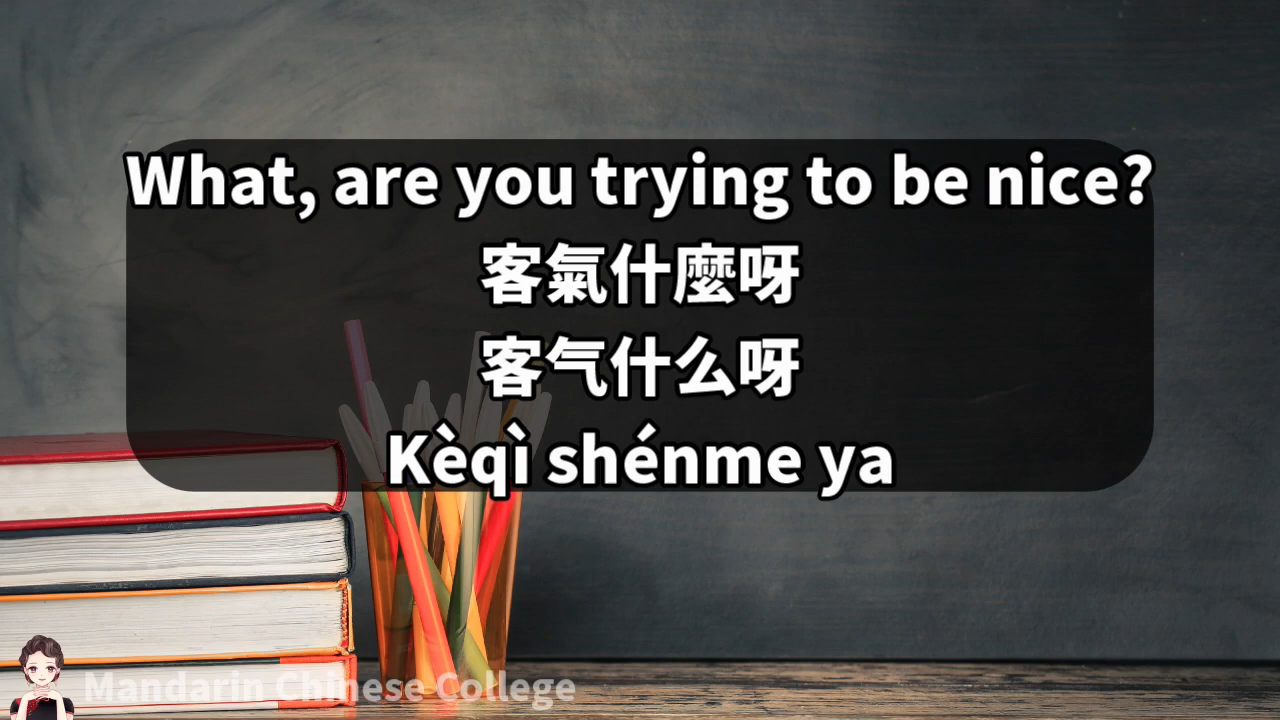 What, are you trying to be nice?
客氣什麼呀
客气什么呀
Kèqì shénme ya
Mandarin Chinese College